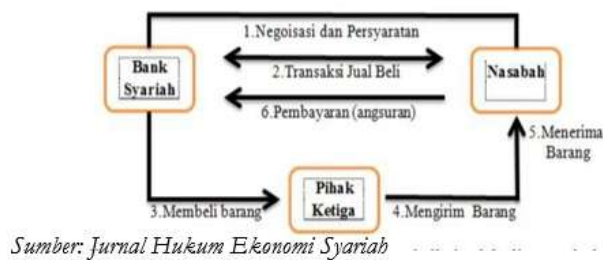 1.Negoisasi dan Persyaratan
Bank
Syariah
2.Transaksi Jual Beli
Nasabah
6.Pembayaran (angsuran)
5.Menerima
Barang
Pihak
Ketiga
3.Membeli barang
4.Mengirim Barang
Sumber: Jurnal Hukum Ekonomi Syariah